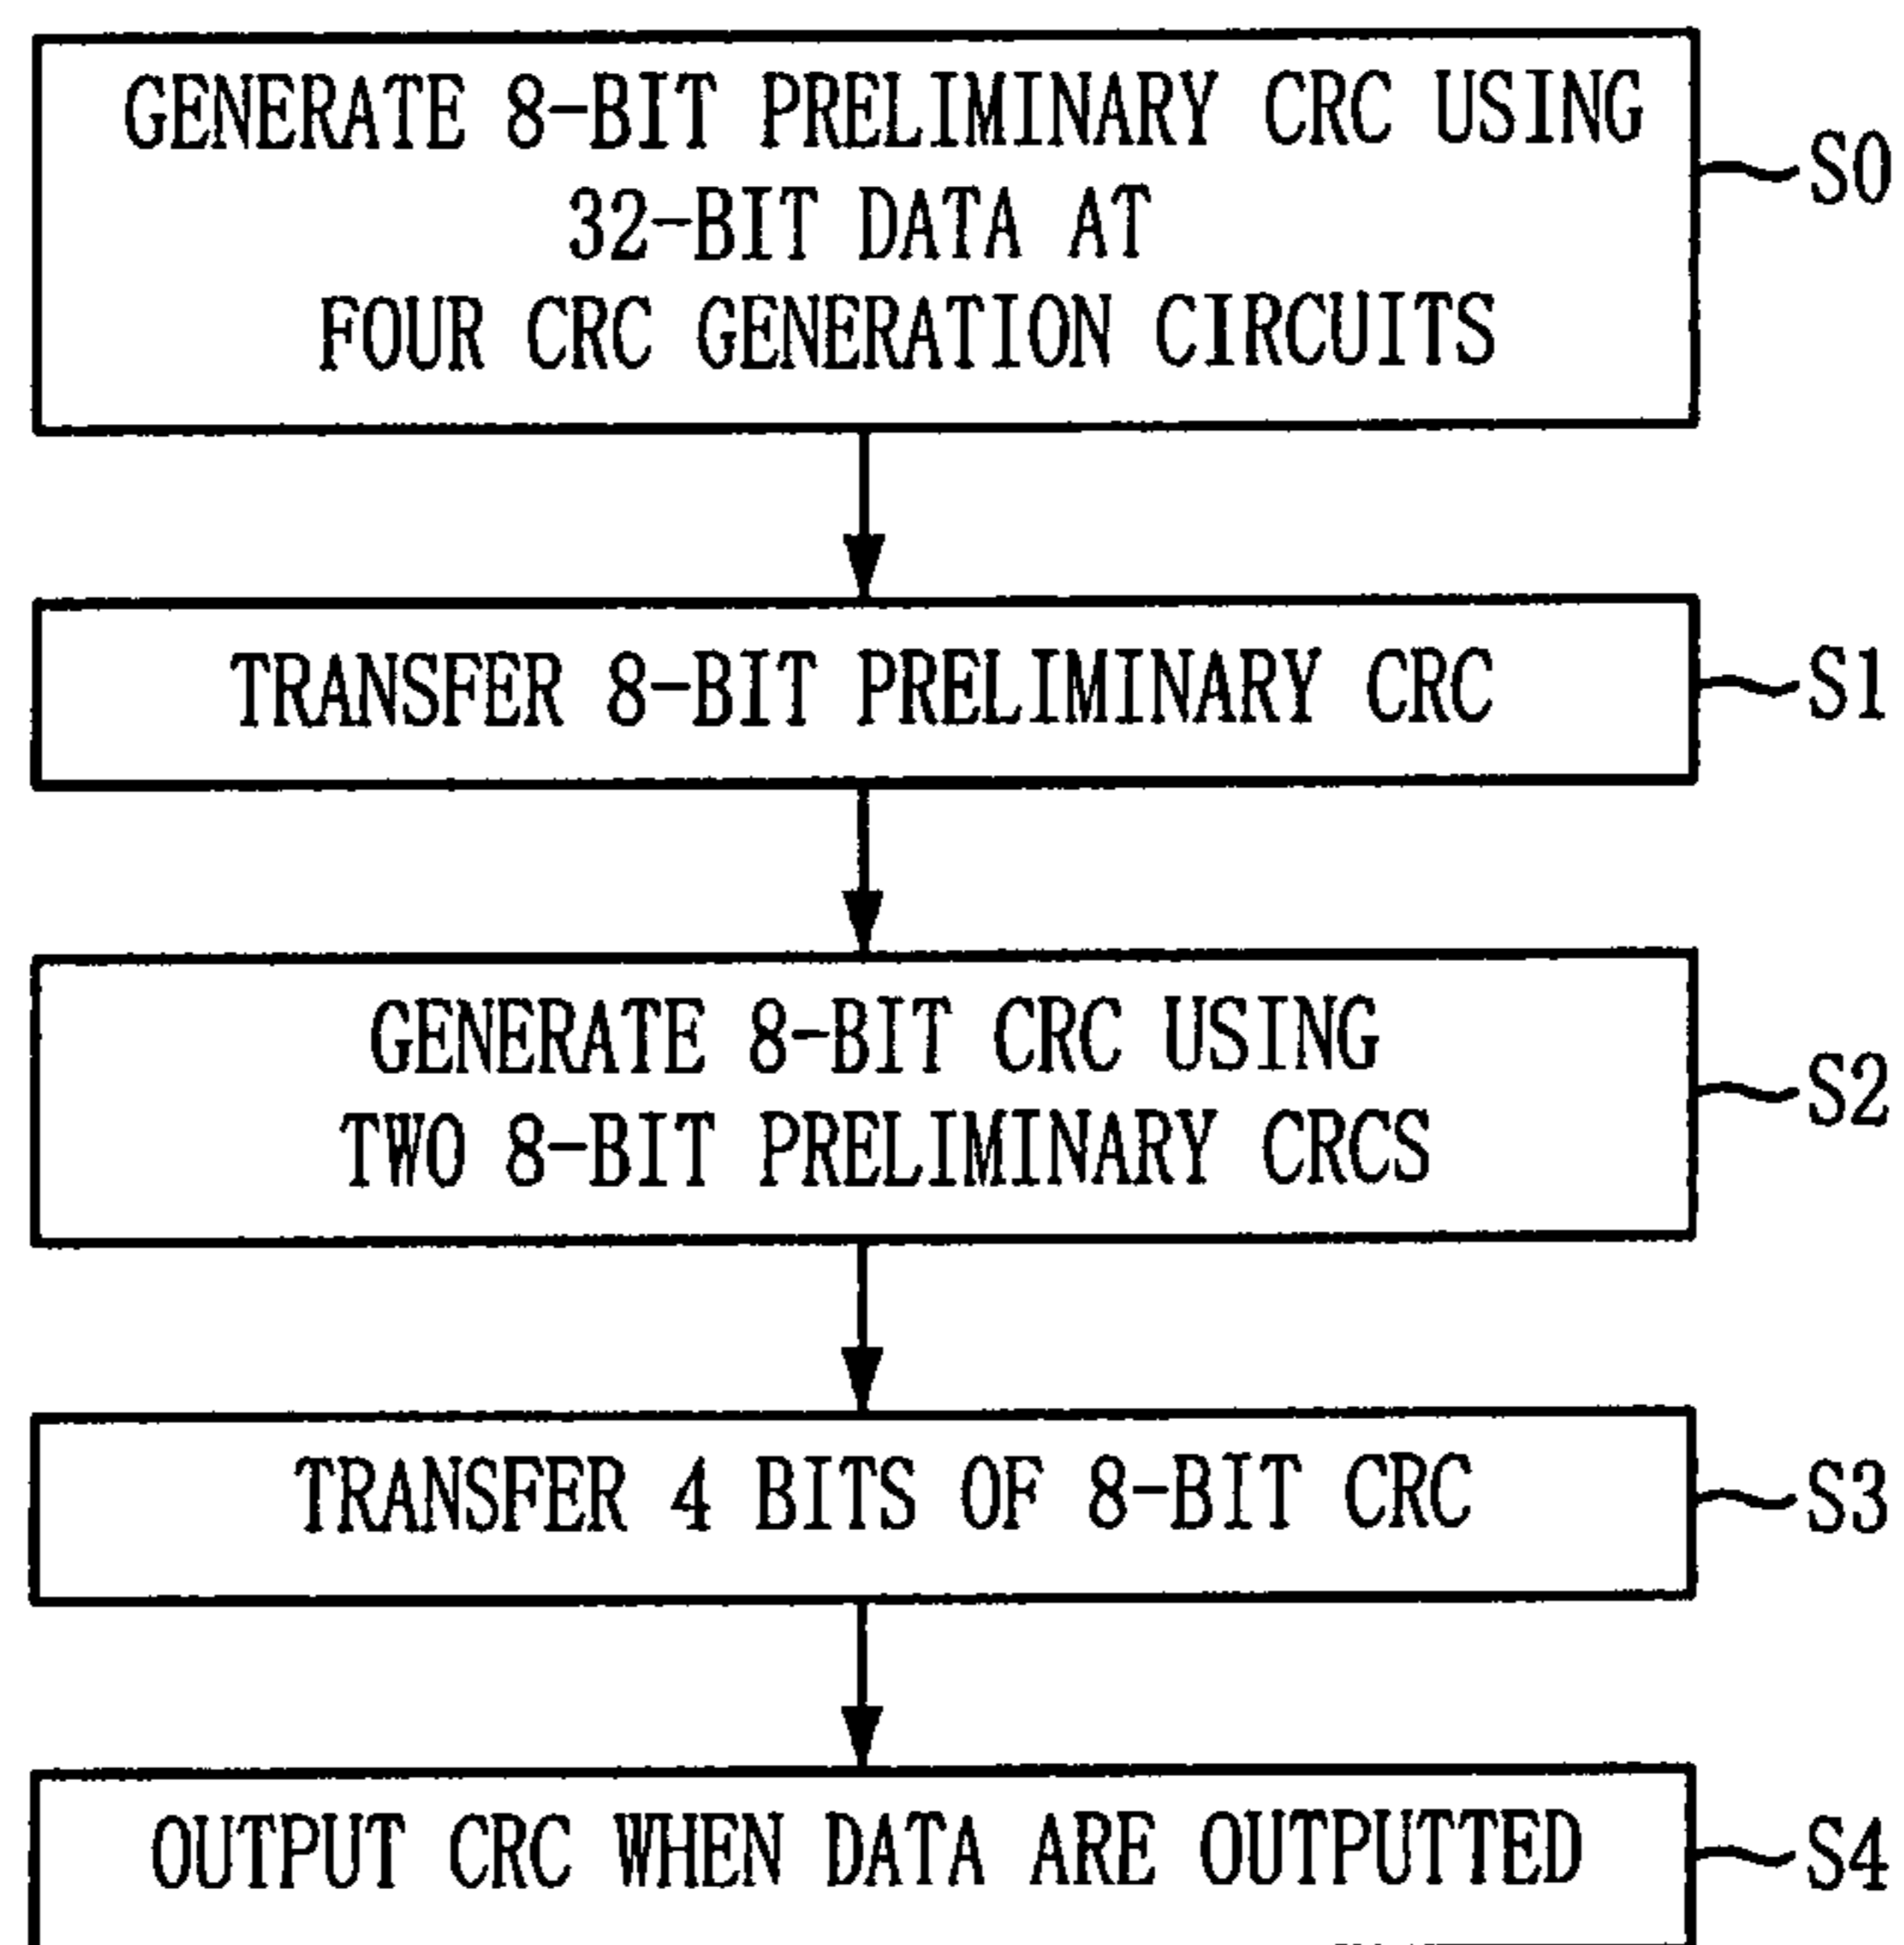 GENERATE 8-BIT PRELIMINARY CRC USING
32-BIT DATA AT
FOUR CRC GENERATION CIRCUITS
S0
TRANSFER 8-BIT PRELIMINARY CRC
S1
GENERATE 8-BIT CRC USING
TWO 8-BIT PRELIMINARY CRCS
S2
TRANSFER 4 BITS OF 8-BIT CRC
S3
OUTPUT CRC WHEN DATA ARE OUTPUTTED
S4